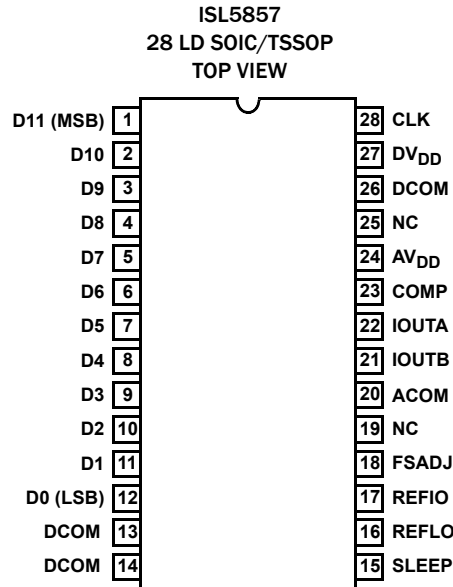 ISL5857
28 LD SOIC/TSSOP
TOP VIEW
D11 (MSB) 1 28 CLK
D10 2 27 DVDD
D9 3 26 DCOM
D8 4 25 NC
D7 5 24 AVDD
D6 6 23 COMP
D5 7 22 IOUTA
D4 8 21 IOUTB
D3 9 20 ACOM
D2 10 19 NC
D1 11 18 FSADJ
D0 (LSB) 12 17 REFIO
DCOM 13 16 REFLO
DCOM 14 15 SLEEP